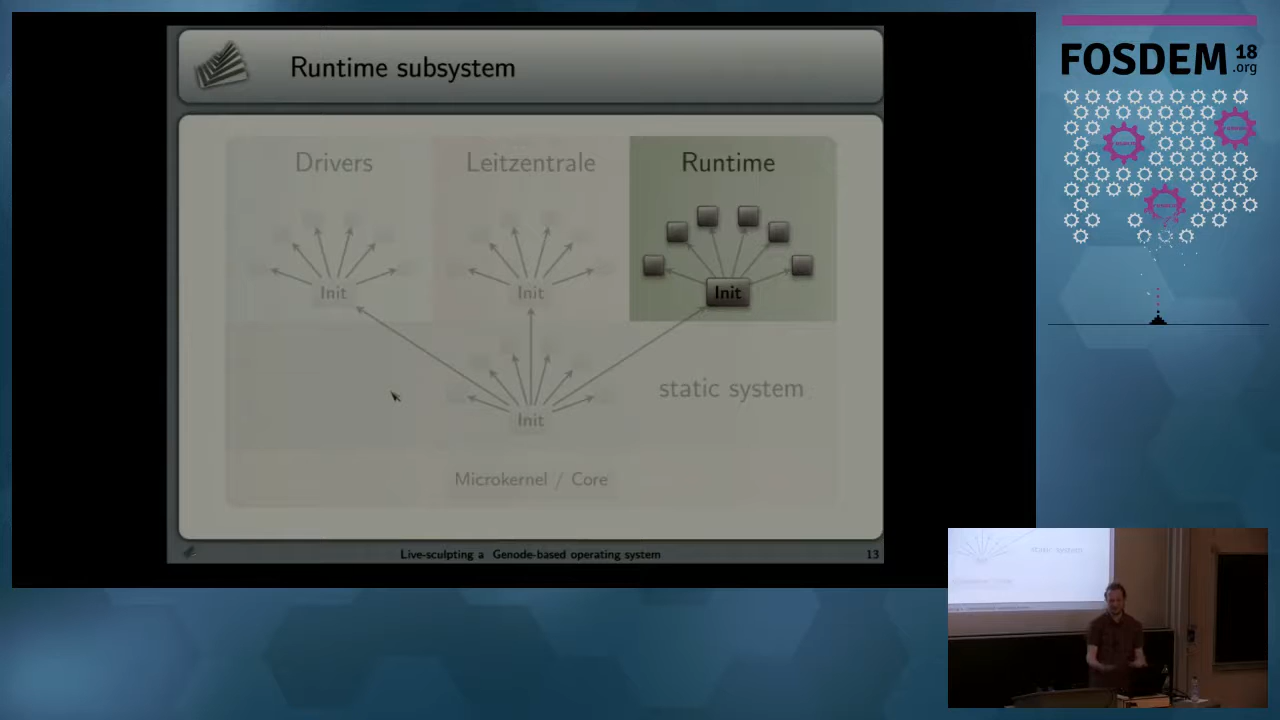 Runtime subsystem
Drivers
Leitzentrale
Runtime
Init
Init
Init
static system
Init
Microkernel / Core
Live-sculpting a Genode-based operating system
13
FOSDEM 18
.org